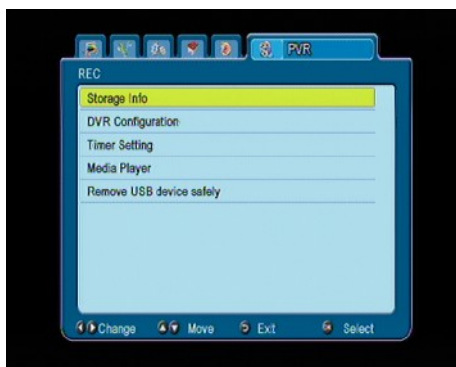 PVR
REC
Storage Info
DVR Configuration
Timer Setting
Media Player
Remove USB device safely
Change Move Exit Select